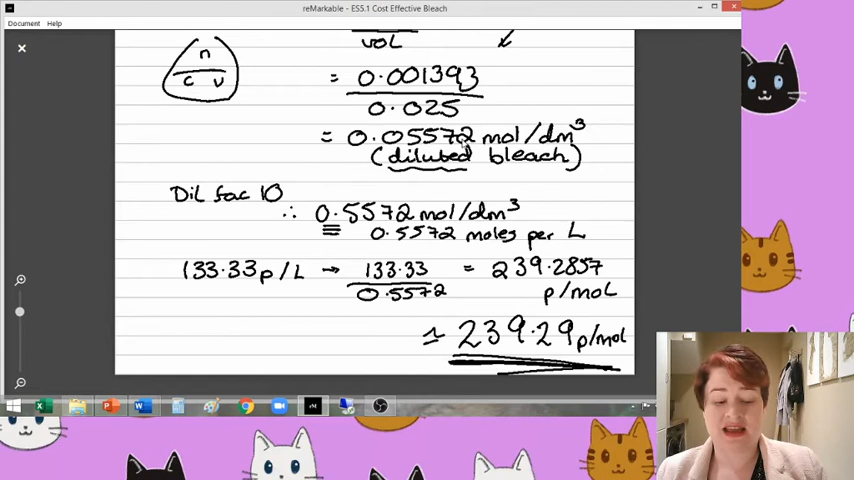 reMarkable - ES5.1 Cost Effective Bleach
Document Help
vol
n
c v
= 0.001393
0.025
= 0.05572 mol/dm³
(diluted bleach)
Dil fac 10
∴ 0.5572 mol/dm³
0.5572 moles per L
133.33p/L → 133.33 = 239.2857
0.5572
p/moL
≃ 239.29p/mol